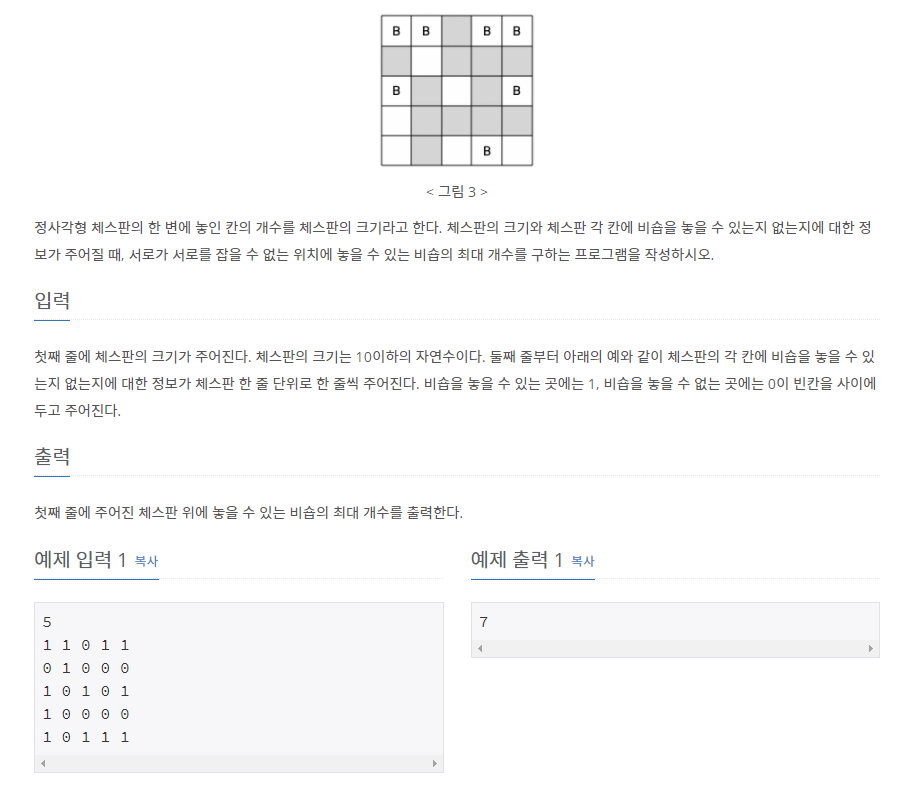 B B B B
B B
B
< 그림 3 >
정사각형 체스판의 한 변에 놓인 칸의 개수를 체스판의 크기라고 한다. 체스판의 크기와 체스판 각 칸에 비숍을 놓을 수 있는지 없는지에 대한 정
보가 주어질 때, 서로가 서로를 잡을 수 없는 위치에 놓을 수 있는 비숍의 최대 개수를 구하는 프로그램을 작성하시오.
입력
첫째 줄에 체스판의 크기가 주어진다. 체스판의 크기는 10이하의 자연수이다. 둘째 줄부터 아래의 예와 같이 체스판의 각 칸에 비숍을 놓을 수 있
는지 없는지에 대한 정보가 체스판 한 줄 단위로 한 줄씩 주어진다. 비숍을 놓을 수 있는 곳에는 1, 비숍을 놓을 수 없는 곳에는 0이 빈칸을 사이에
두고 주어진다.
출력
첫째 줄에 주어진 체스판 위에 놓을 수 있는 비숍의 최대 개수를 출력한다.
예제 입력 1 복사
5
1 1 0 1 1
0 1 0 0 0
1 0 1 0 1
1 0 0 0 0
1 0 1 1 1
예제 출력 1 복사
7